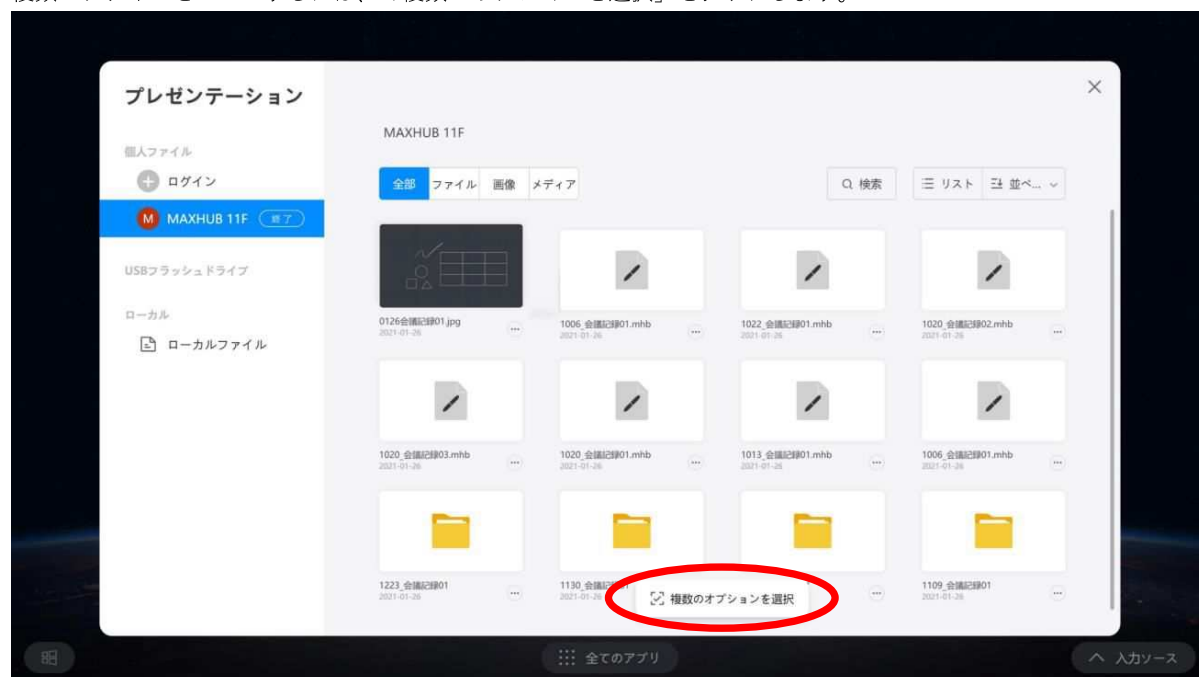 プレゼンテーション
個人ファイル
ログイン
M MAXHUB 11F 終了
USBフラッシュドライブ
ローカル
ローカルファイル
MAXHUB 11F
全部 ファイル 画像 メディア
検索 リスト 並べ...
0126会議記録01.jpg
2021-01-26
1006_会議記録01.mhb
2021-01-26
1022_会議記録01.mhb
2021-01-26
1020_会議記録02.mhb
2021-01-26
1020_会議記録03.mhb
2021-01-26
1020_会議記録01.mhb
2021-01-26
1013_会議記録01.mhb
2021-01-26
1006_会議記録01.mhb
2021-01-26
1223_会議記録01
2021-01-26
1130_会議記
2021-01-26
1109_会議記録01
2021-01-26
複数のオプションを選択
全てのアプリ
入力ソース